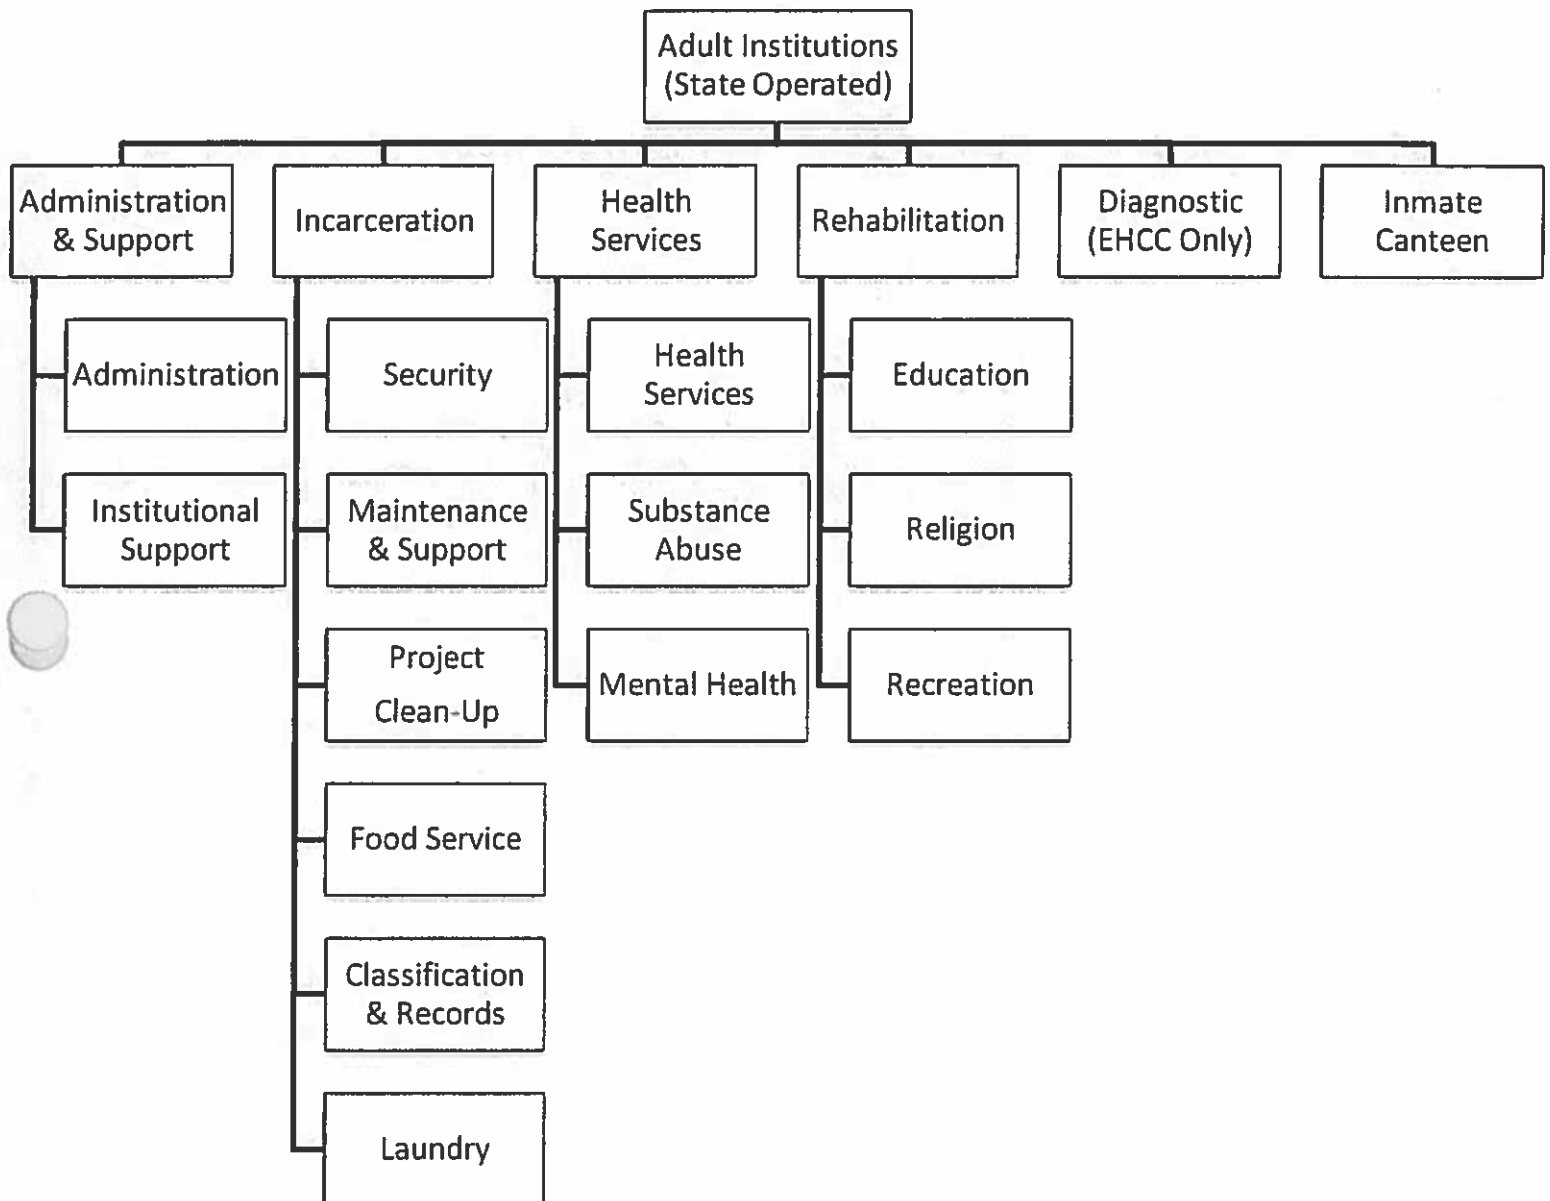 Adult Institutions
(State Operated)
Administration
& Support
Incarceration
Health
Services
Rehabilitation
Diagnostic
(EHCC Only)
Inmate
Canteen
Administration
Security
Health
Services
Education
Institutional
Support
Maintenance
& Support
Substance
Abuse
Religion
Project
Clean-Up
Mental Health
Recreation
Food Service
Classification
& Records
Laundry